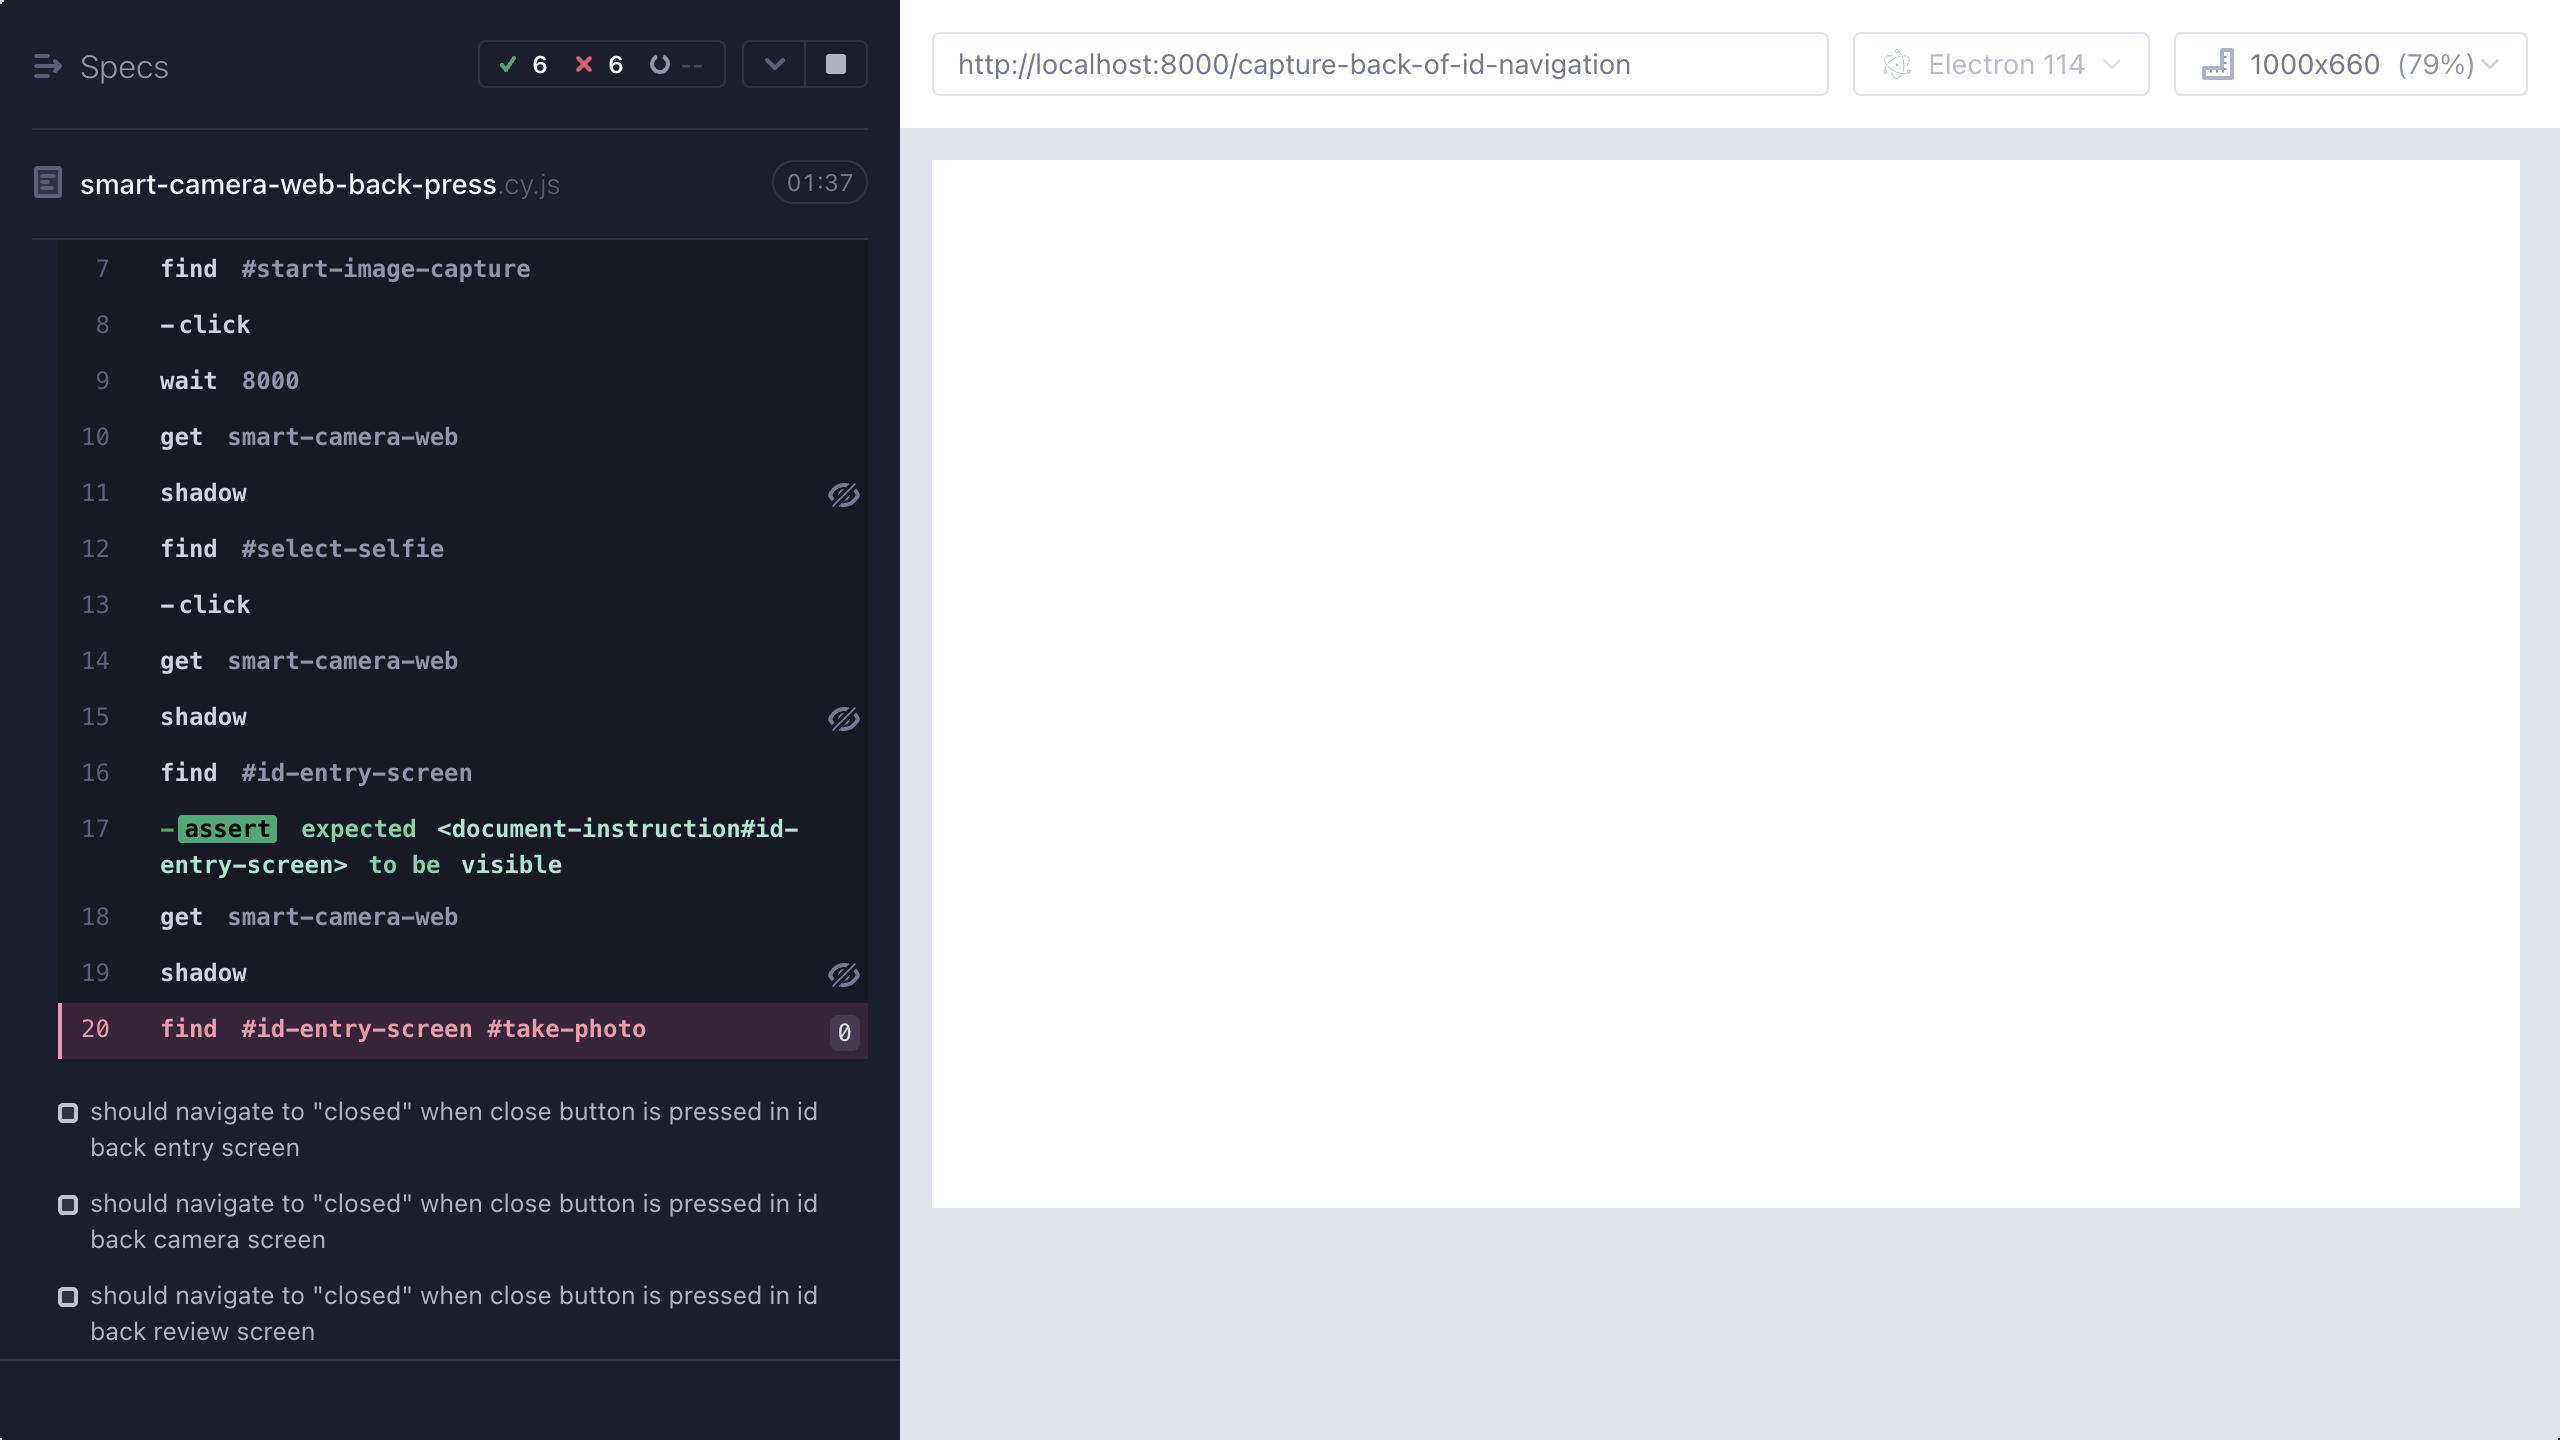 Specs
6 6 --
smart-camera-web-back-press.cy.js 01:37
7 find #start-image-capture
8 -click
9 wait 8000
10 get smart-camera-web
11 shadow
12 find #select-selfie
13 -click
14 get smart-camera-web
15 shadow
16 find #id-entry-screen
17 -assert expected <document-instruction#id-
entry-screen> to be visible
18 get smart-camera-web
19 shadow
20 find #id-entry-screen #take-photo 0
should navigate to "closed" when close button is pressed in id
back entry screen
should navigate to "closed" when close button is pressed in id
back camera screen
should navigate to "closed" when close button is pressed in id
back review screen
http://localhost:8000/capture-back-of-id-navigation
Electron 114
1000x660 (79%)